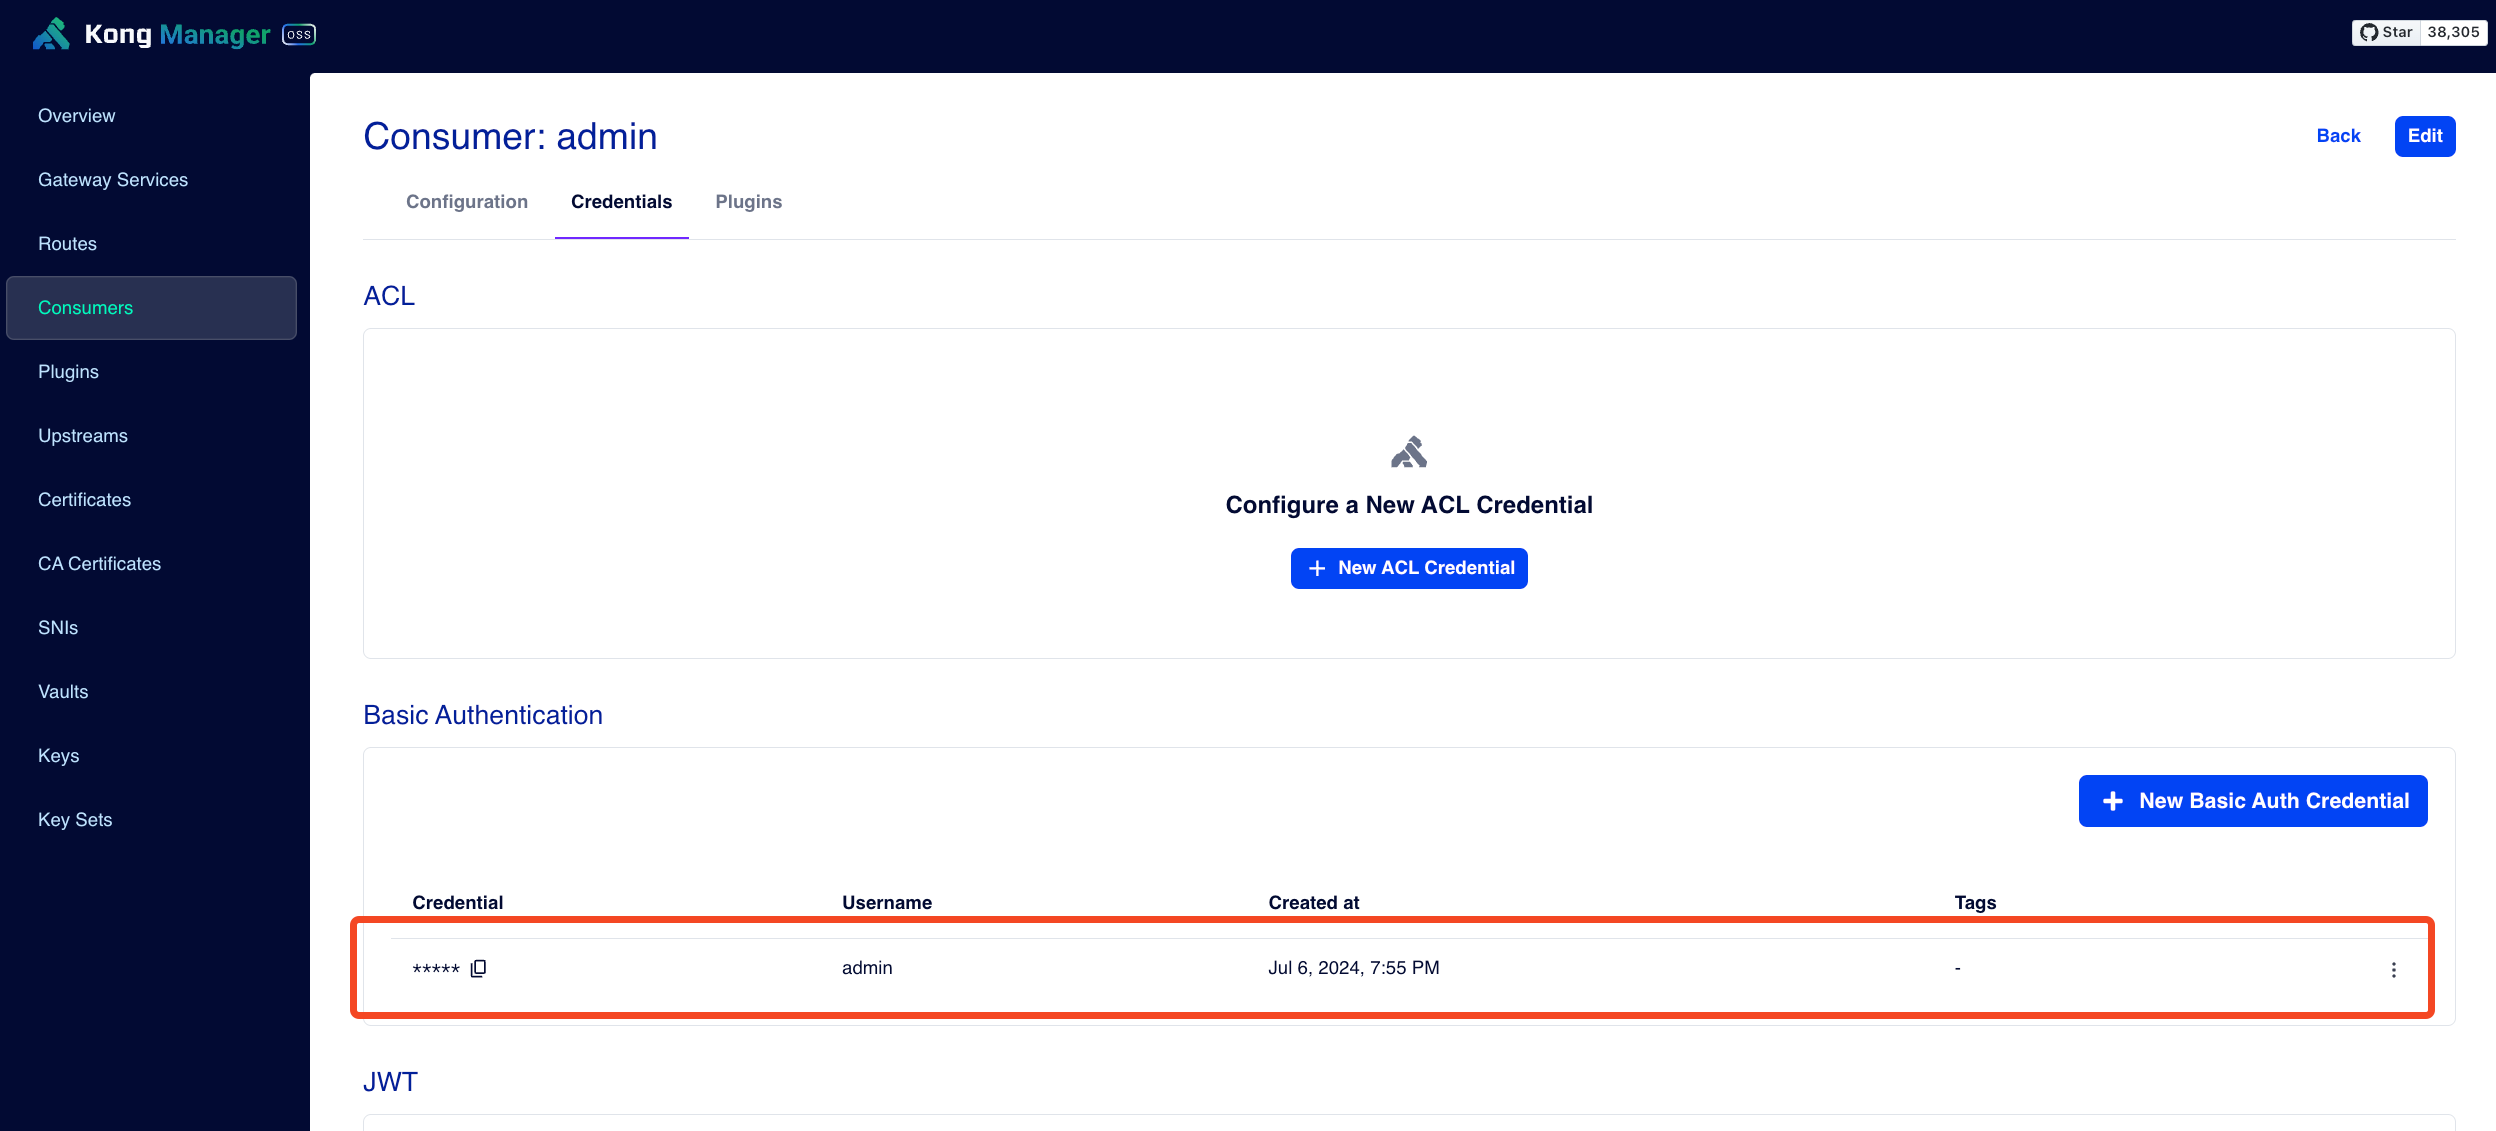 Kong Manager OSS
Star 38,305
Overview
Gateway Services
Routes
Consumers
Plugins
Upstreams
Certificates
CA Certificates
SNIs
Vaults
Keys
Key Sets
Consumer: admin
Back Edit
Configuration Credentials Plugins
ACL
Configure a New ACL Credential
+ New ACL Credential
Basic Authentication
+ New Basic Auth Credential
Credential Username Created at Tags
***** admin Jul 6, 2024, 7:55 PM -
JWT